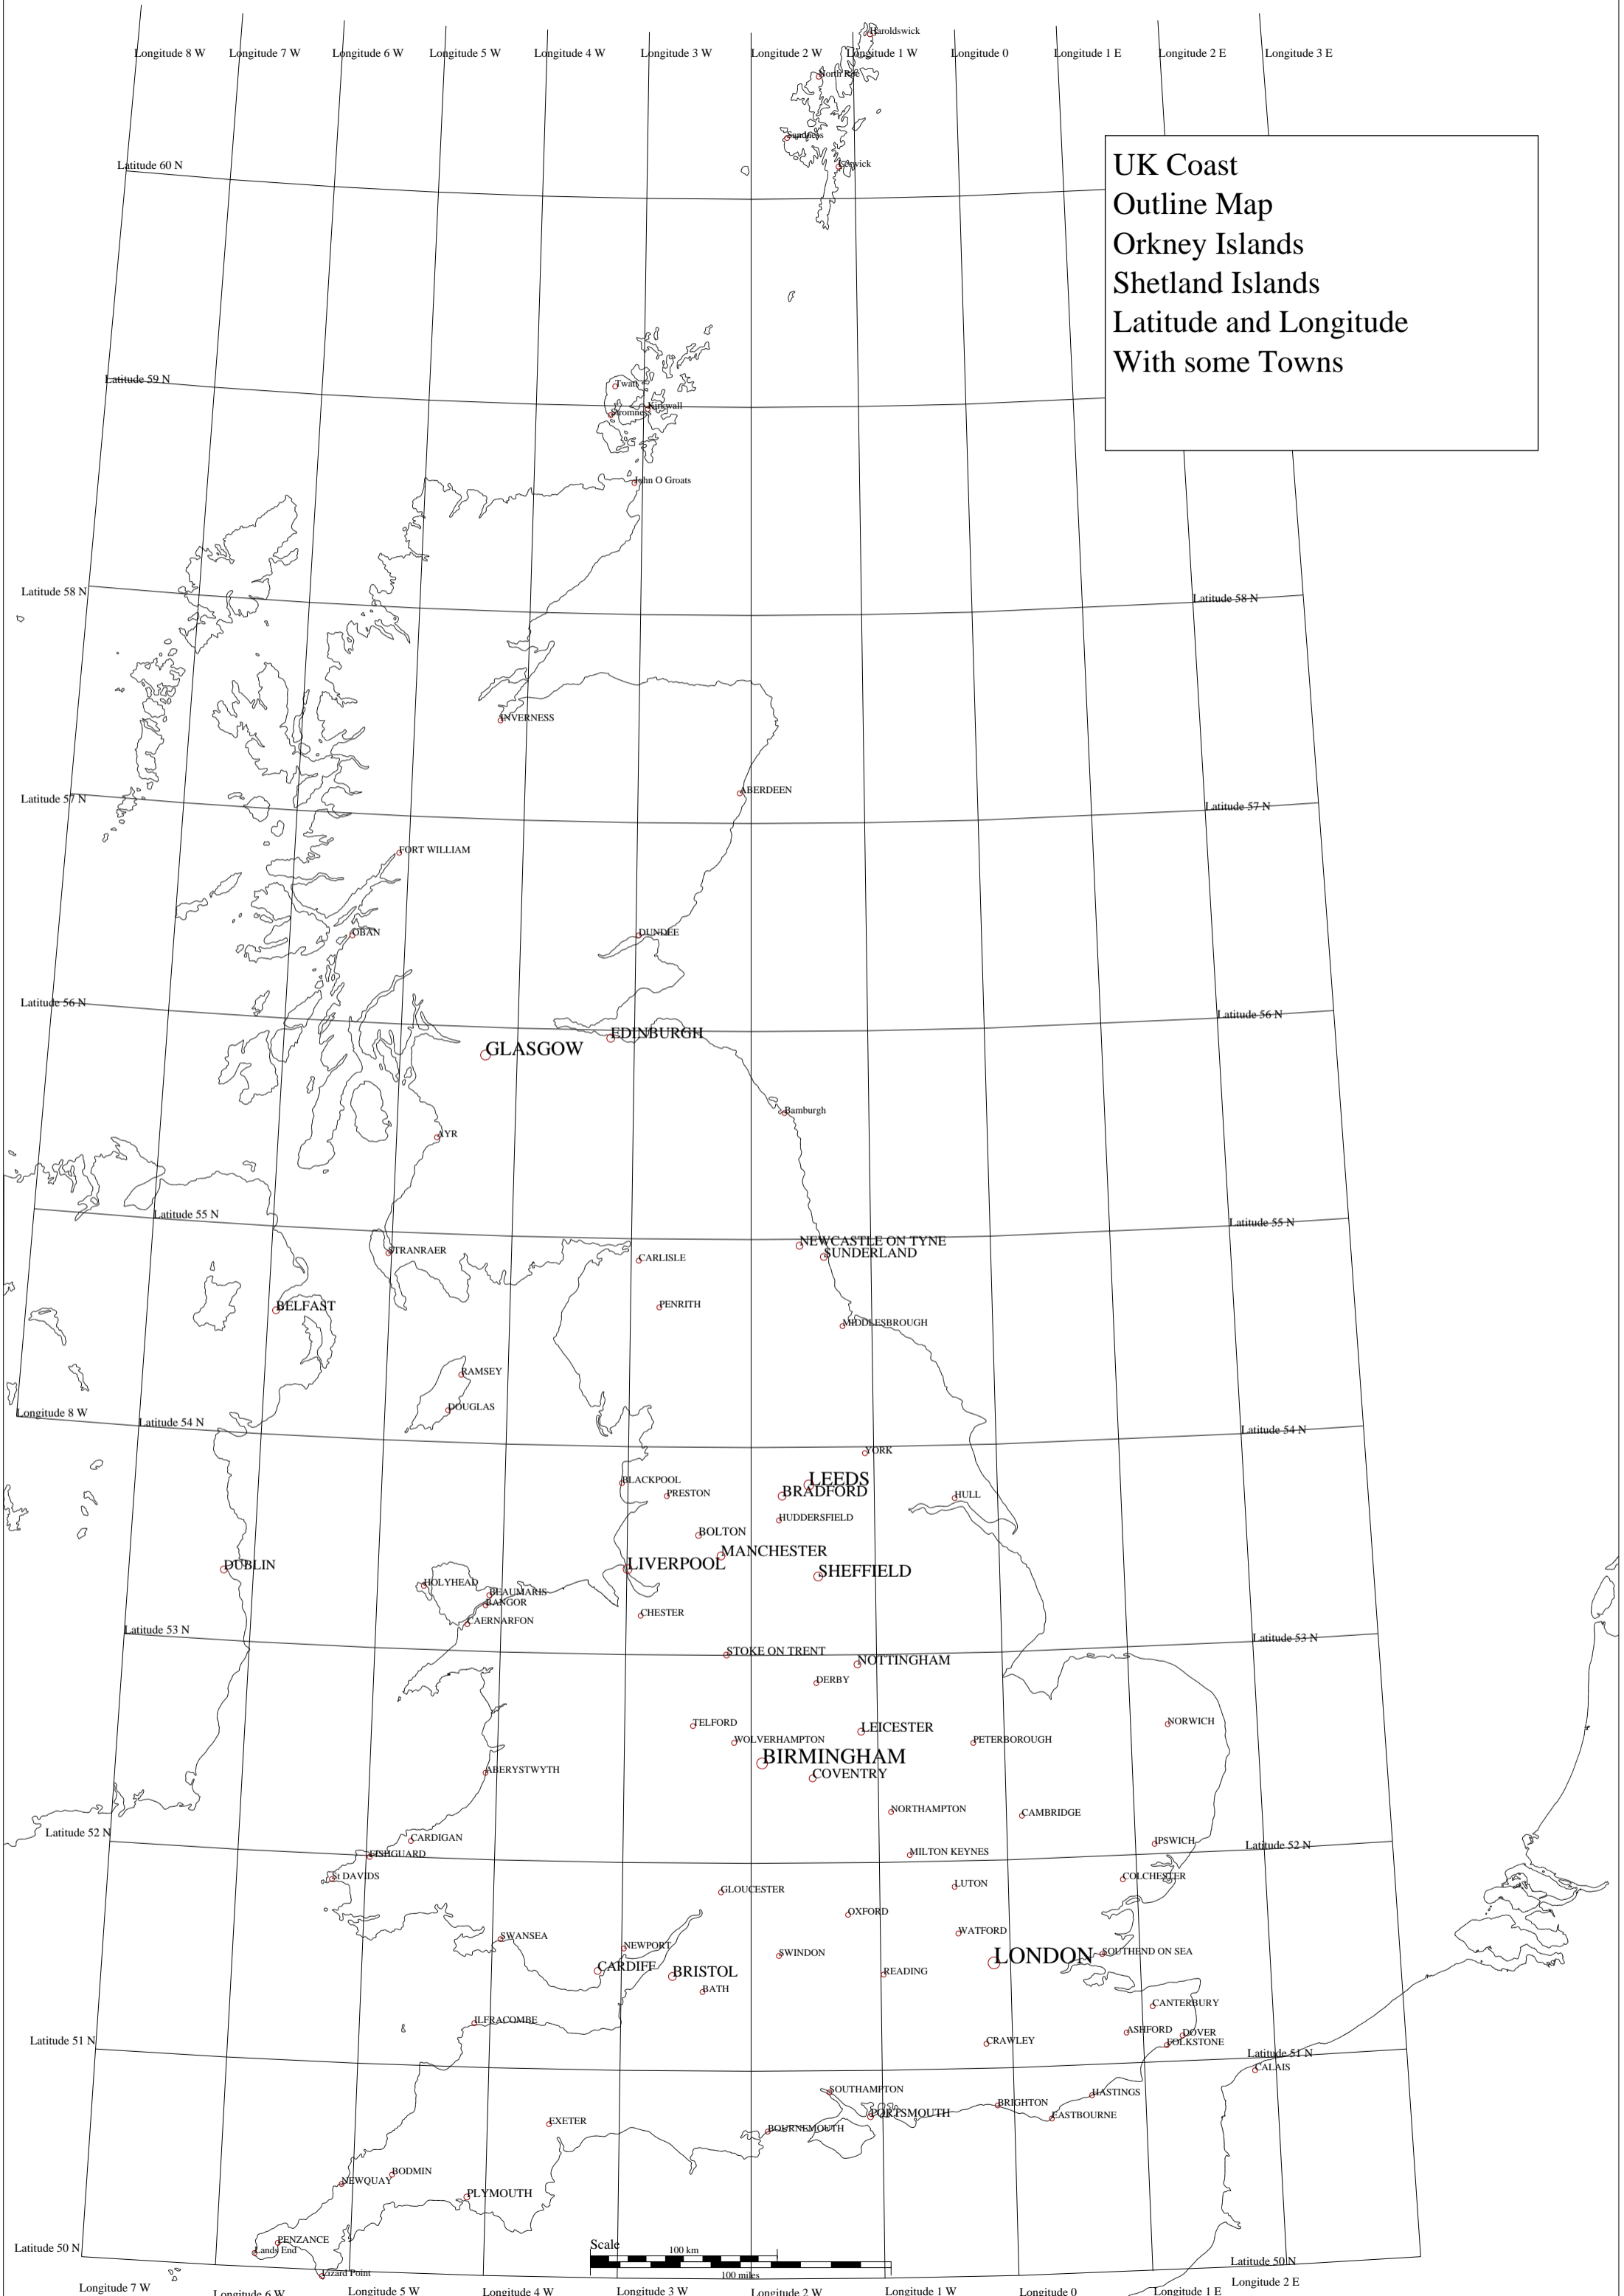 Haroldswick
Longitude 8 W
Longitude 7 W
Longitude 6 W
Longitude 5 W
Longitude 4 W
Longitude 3 W
Longitude 2 W
Longitude 1 W
Longitude 0
Longitude 1 E
Longitude 2 E
Longitude 3 E
North Roe
Sandness
Lerwick
Latitude 60 N
UK Coast
Outline Map
Orkney Islands
Shetland Islands
Latitude and Longitude
With some Towns
Latitude 59 N
Twatt
Kirkwall
Stromness
John O Groats
Latitude 58 N
Latitude 58 N
INVERNESS
ABERDEEN
Latitude 57 N
Latitude 57 N
FORT WILLIAM
OBAN
DUNDEE
Latitude 56 N
Latitude 56 N
EDINBURGH
GLASGOW
Bamburgh
AYR
Latitude 55 N
Latitude 55 N
NEWCASTLE ON TYNE
SUNDERLAND
STRANRAER
CARLISLE
PENRITH
BELFAST
MIDDLESBROUGH
RAMSEY
DOUGLAS
Longitude 8 W
Latitude 54 N
Latitude 54 N
YORK
BLACKPOOL
LEEDS
PRESTON
BRADFORD
HULL
HUDDERSFIELD
BOLTON
MANCHESTER
DUBLIN
LIVERPOOL
SHEFFIELD
HOLYHEAD
BEAUMARIS
BANGOR
CHESTER
CAERNARFON
Latitude 53 N
Latitude 53 N
STOKE ON TRENT
NOTTINGHAM
DERBY
TELFORD
LEICESTER
NORWICH
WOLVERHAMPTON
PETERBOROUGH
BIRMINGHAM
ABERYSTWYTH
COVENTRY
NORTHAMPTON
CAMBRIDGE
Latitude 52 N
CARDIGAN
IPSWICH
Latitude 52 N
FISHGUARD
MILTON KEYNES
St DAVIDS
COLCHESTER
GLOUCESTER
LUTON
OXFORD
WATFORD
SWANSEA
NEWPORT
SWINDON
LONDON
SOUTHEND ON SEA
CARDIFF
BRISTOL
READING
BATH
CANTERBURY
ILFRACOMBE
ASHFORD
DOVER
Latitude 51 N
CRAWLEY
FOLKSTONE
Latitude 51 N
CALAIS
SOUTHAMPTON
HASTINGS
BRIGHTON
PORTSMOUTH
EASTBOURNE
EXETER
BOURNEMOUTH
BODMIN
NEWQUAY
PLYMOUTH
PENZANCE
Scale
Latitude 50 N
Lands End
100 km
Latitude 50 N
Lizard Point
100 miles
Longitude 7 W
Longitude 6 W
Longitude 5 W
Longitude 4 W
Longitude 3 W
Longitude 2 W
Longitude 1 W
Longitude 0
Longitude 1 E
Longitude 2 E